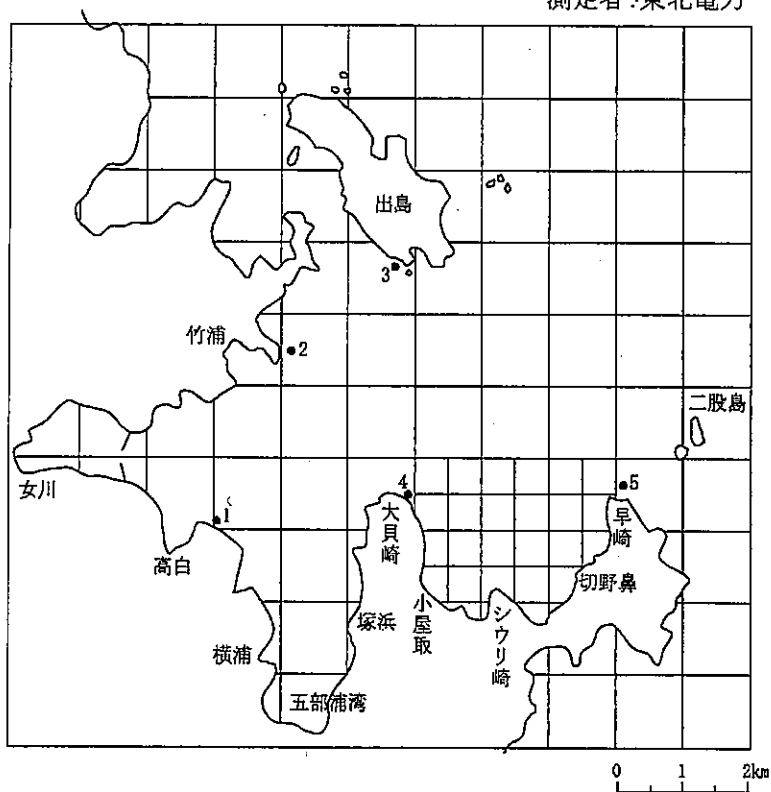 測定者:東北電力
出島
3
竹浦
2
二股島
女川
1
4
5
大貝崎
早崎
高白
切野鼻
小屋取
シウリ崎
塚浜
横浦
五部浦湾
0 1 2km